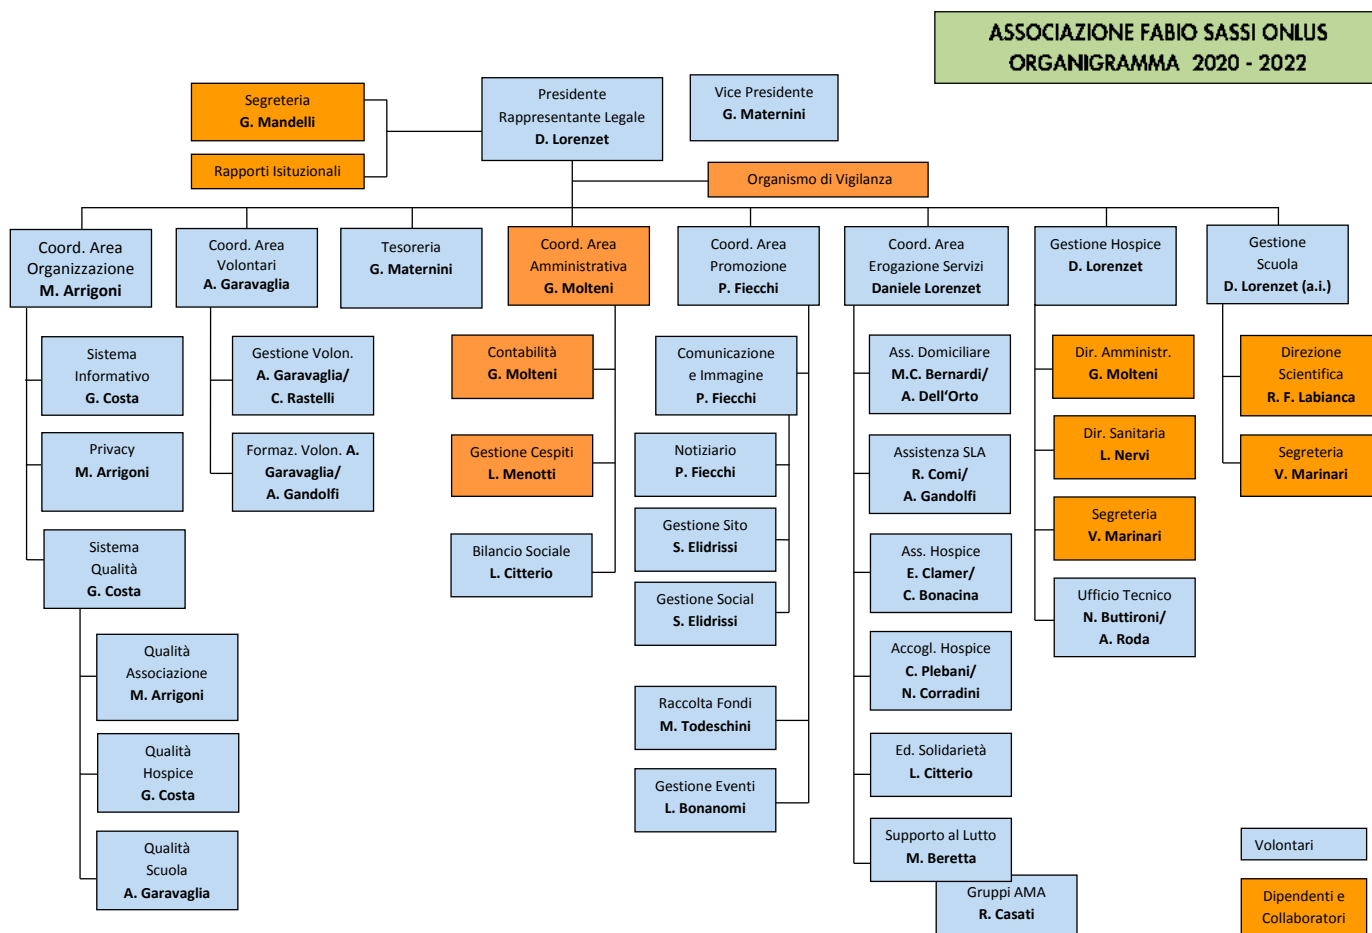 ASSOCIAZIONE FABIO SASSI ONLUS
ORGANIGRAMMA 2020 - 2022
Segreteria
G. Mandelli
Rapporti Isituzionali
Presidente
Rappresentante Legale
D. Lorenzet
Vice Presidente
G. Maternini
Organismo di Vigilanza
Coord. Area
Organizzazione
M. Arrigoni
Coord. Area
Volontari
A. Garavaglia
Tesoreria
G. Maternini
Coord. Area
Amministrativa
G. Molteni
Coord. Area
Promozione
P. Fiecchi
Coord. Area
Erogazione Servizi
Daniele Lorenzet
Gestione Hospice
D. Lorenzet
Gestione
Scuola
D. Lorenzet (a.i.)
Sistema
Informativo
G. Costa
Privacy
M. Arrigoni
Sistema
Qualità
G. Costa
Qualità
Associazione
M. Arrigoni
Qualità
Hospice
G. Costa
Qualità
Scuola
A. Garavaglia
Gestione Volon.
A. Garavaglia/
C. Rastelli
Formaz. Volon. A.
Garavaglia/
A. Gandolfi
Contabilità
G. Molteni
Gestione Cespiti
L. Menotti
Bilancio Sociale
L. Citterio
Comunicazione
e Immagine
P. Fiecchi
Notiziario
P. Fiecchi
Gestione Sito
S. Elidrissi
Gestione Social
S. Elidrissi
Raccolta Fondi
M. Todeschini
Gestione Eventi
L. Bonanomi
Ass. Domiciliare
M.C. Bernardi/
A. Dell‘Orto
Assistenza SLA
R. Comi/
A. Gandolfi
Ass. Hospice
E. Clamer/
C. Bonacina
Accogl. Hospice
C. Plebani/
N. Corradini
Ed. Solidarietà
L. Citterio
Supporto al Lutto
M. Beretta
Gruppi AMA
R. Casati
Dir. Amministr.
G. Molteni
Dir. Sanitaria
L. Nervi
Segreteria
V. Marinari
Ufficio Tecnico
N. Buttironi/
A. Roda
Direzione
Scientifica
R. F. Labianca
Segreteria
V. Marinari
Volontari
Dipendenti e
Collaboratori